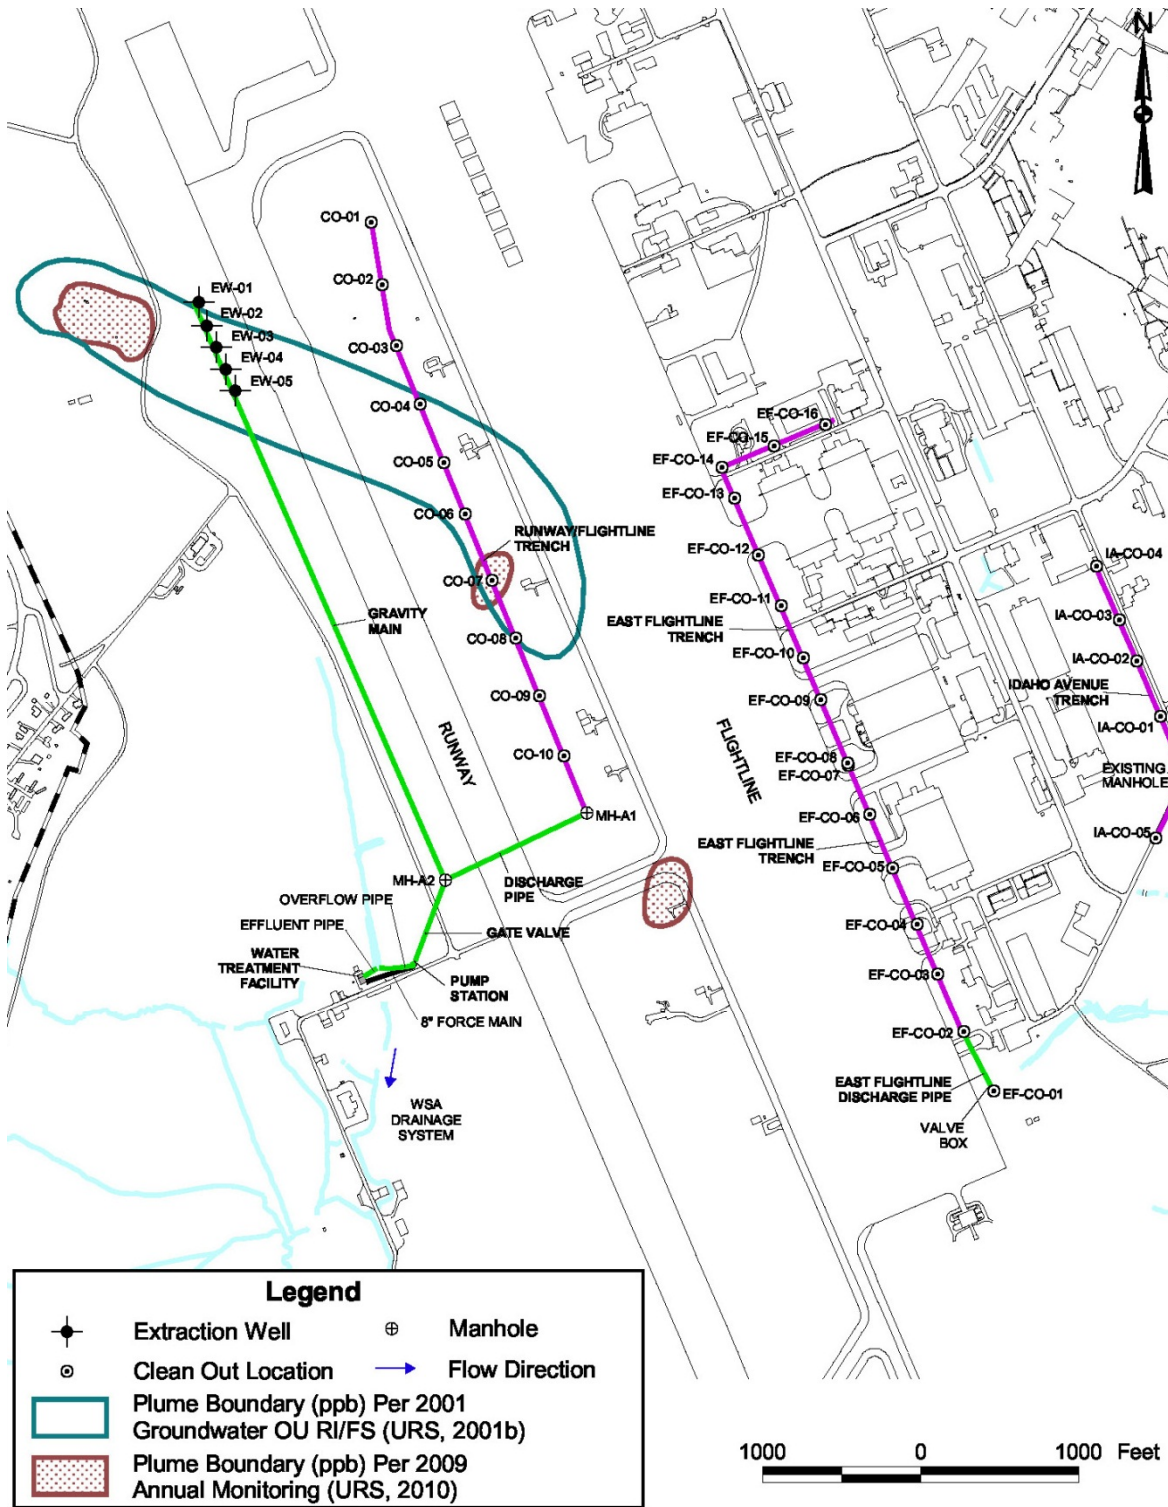 N
CO-01
CO-02
EW-01
EW-02
EW-03
EW-04
EW-05
CO-03
CO-04
CO-05
CO-06
RUNWAY/FLIGHTLINE
TRENCH
CO-07
CO-08
CO-09
CO-10
GRAVITY
MAIN
RUNWAY
FLIGHTLINE
EF-CO-16
EF-CO-15
EF-CO-14
EF-CO-13
EF-CO-12
EF-CO-11
EAST FLIGHTLINE
TRENCH
EF-CO-10
EF-CO-09
EF-CO-08
EF-CO-07
EF-CO-06
EAST FLIGHTLINE
TRENCH
EF-CO-05
EF-CO-04
EF-CO-03
EF-CO-02
EAST FLIGHTLINE
DISCHARGE PIPE
EF-CO-01
VALVE
BOX
IA-CO-04
IA-CO-03
IA-CO-02
IDAHO AVENUE
TRENCH
IA-CO-01
EXISTING
MANHOLE
IA-CO-05
MH-A1
MH-A2
DISCHARGE
PIPE
OVERFLOW PIPE
EFFLUENT PIPE
GATE VALVE
WATER
TREATMENT
FACILITY
PUMP
STATION
8" FORCE MAIN
WSA
DRAINAGE
SYSTEM
Legend
Extraction Well
Manhole
Clean Out Location
Flow Direction
Plume Boundary (ppb) Per 2001
Groundwater OU RI/FS (URS, 2001b)
Plume Boundary (ppb) Per 2009
Annual Monitoring (URS, 2010)
1000 0 1000 Feet